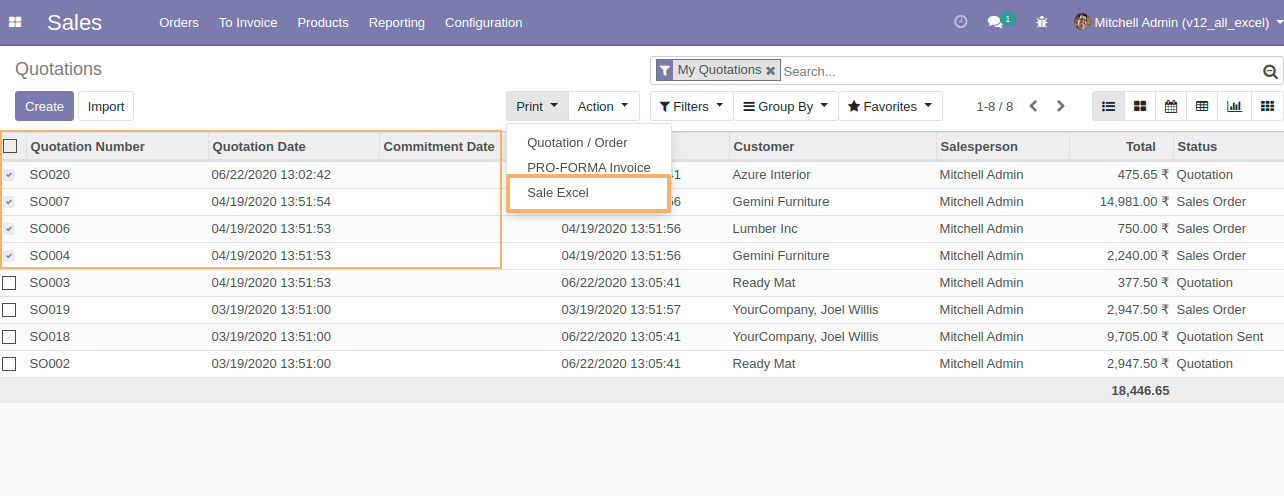 Sales Orders To Invoice Products Reporting Configuration 1 Mitchell Admin (v12_all_excel)
Quotations My Quotations Search...
Create Import Print Action Filters Group By Favorites 1-8 / 8
Quotation / Order
PRO-FORMA Invoice
Sale Excel
Quotation Number Quotation Date Commitment Date Customer Salesperson Total Status
SO020 06/22/2020 13:02:42 41 Azure Interior Mitchell Admin 475.65 ₹ Quotation
SO007 04/19/2020 13:51:54 56 Gemini Furniture Mitchell Admin 14,981.00 ₹ Sales Order
SO006 04/19/2020 13:51:53 04/19/2020 13:51:56 Lumber Inc Mitchell Admin 750.00 ₹ Sales Order
SO004 04/19/2020 13:51:53 04/19/2020 13:51:56 Gemini Furniture Mitchell Admin 2,240.00 ₹ Sales Order
SO003 04/19/2020 13:51:53 06/22/2020 13:05:41 Ready Mat Mitchell Admin 377.50 ₹ Quotation
SO019 03/19/2020 13:51:00 03/19/2020 13:51:57 YourCompany, Joel Willis Mitchell Admin 2,947.50 ₹ Sales Order
SO018 03/19/2020 13:51:00 06/22/2020 13:05:41 YourCompany, Joel Willis Mitchell Admin 9,705.00 ₹ Quotation Sent
SO002 03/19/2020 13:51:00 06/22/2020 13:05:41 Ready Mat Mitchell Admin 2,947.50 ₹ Quotation
18,446.65